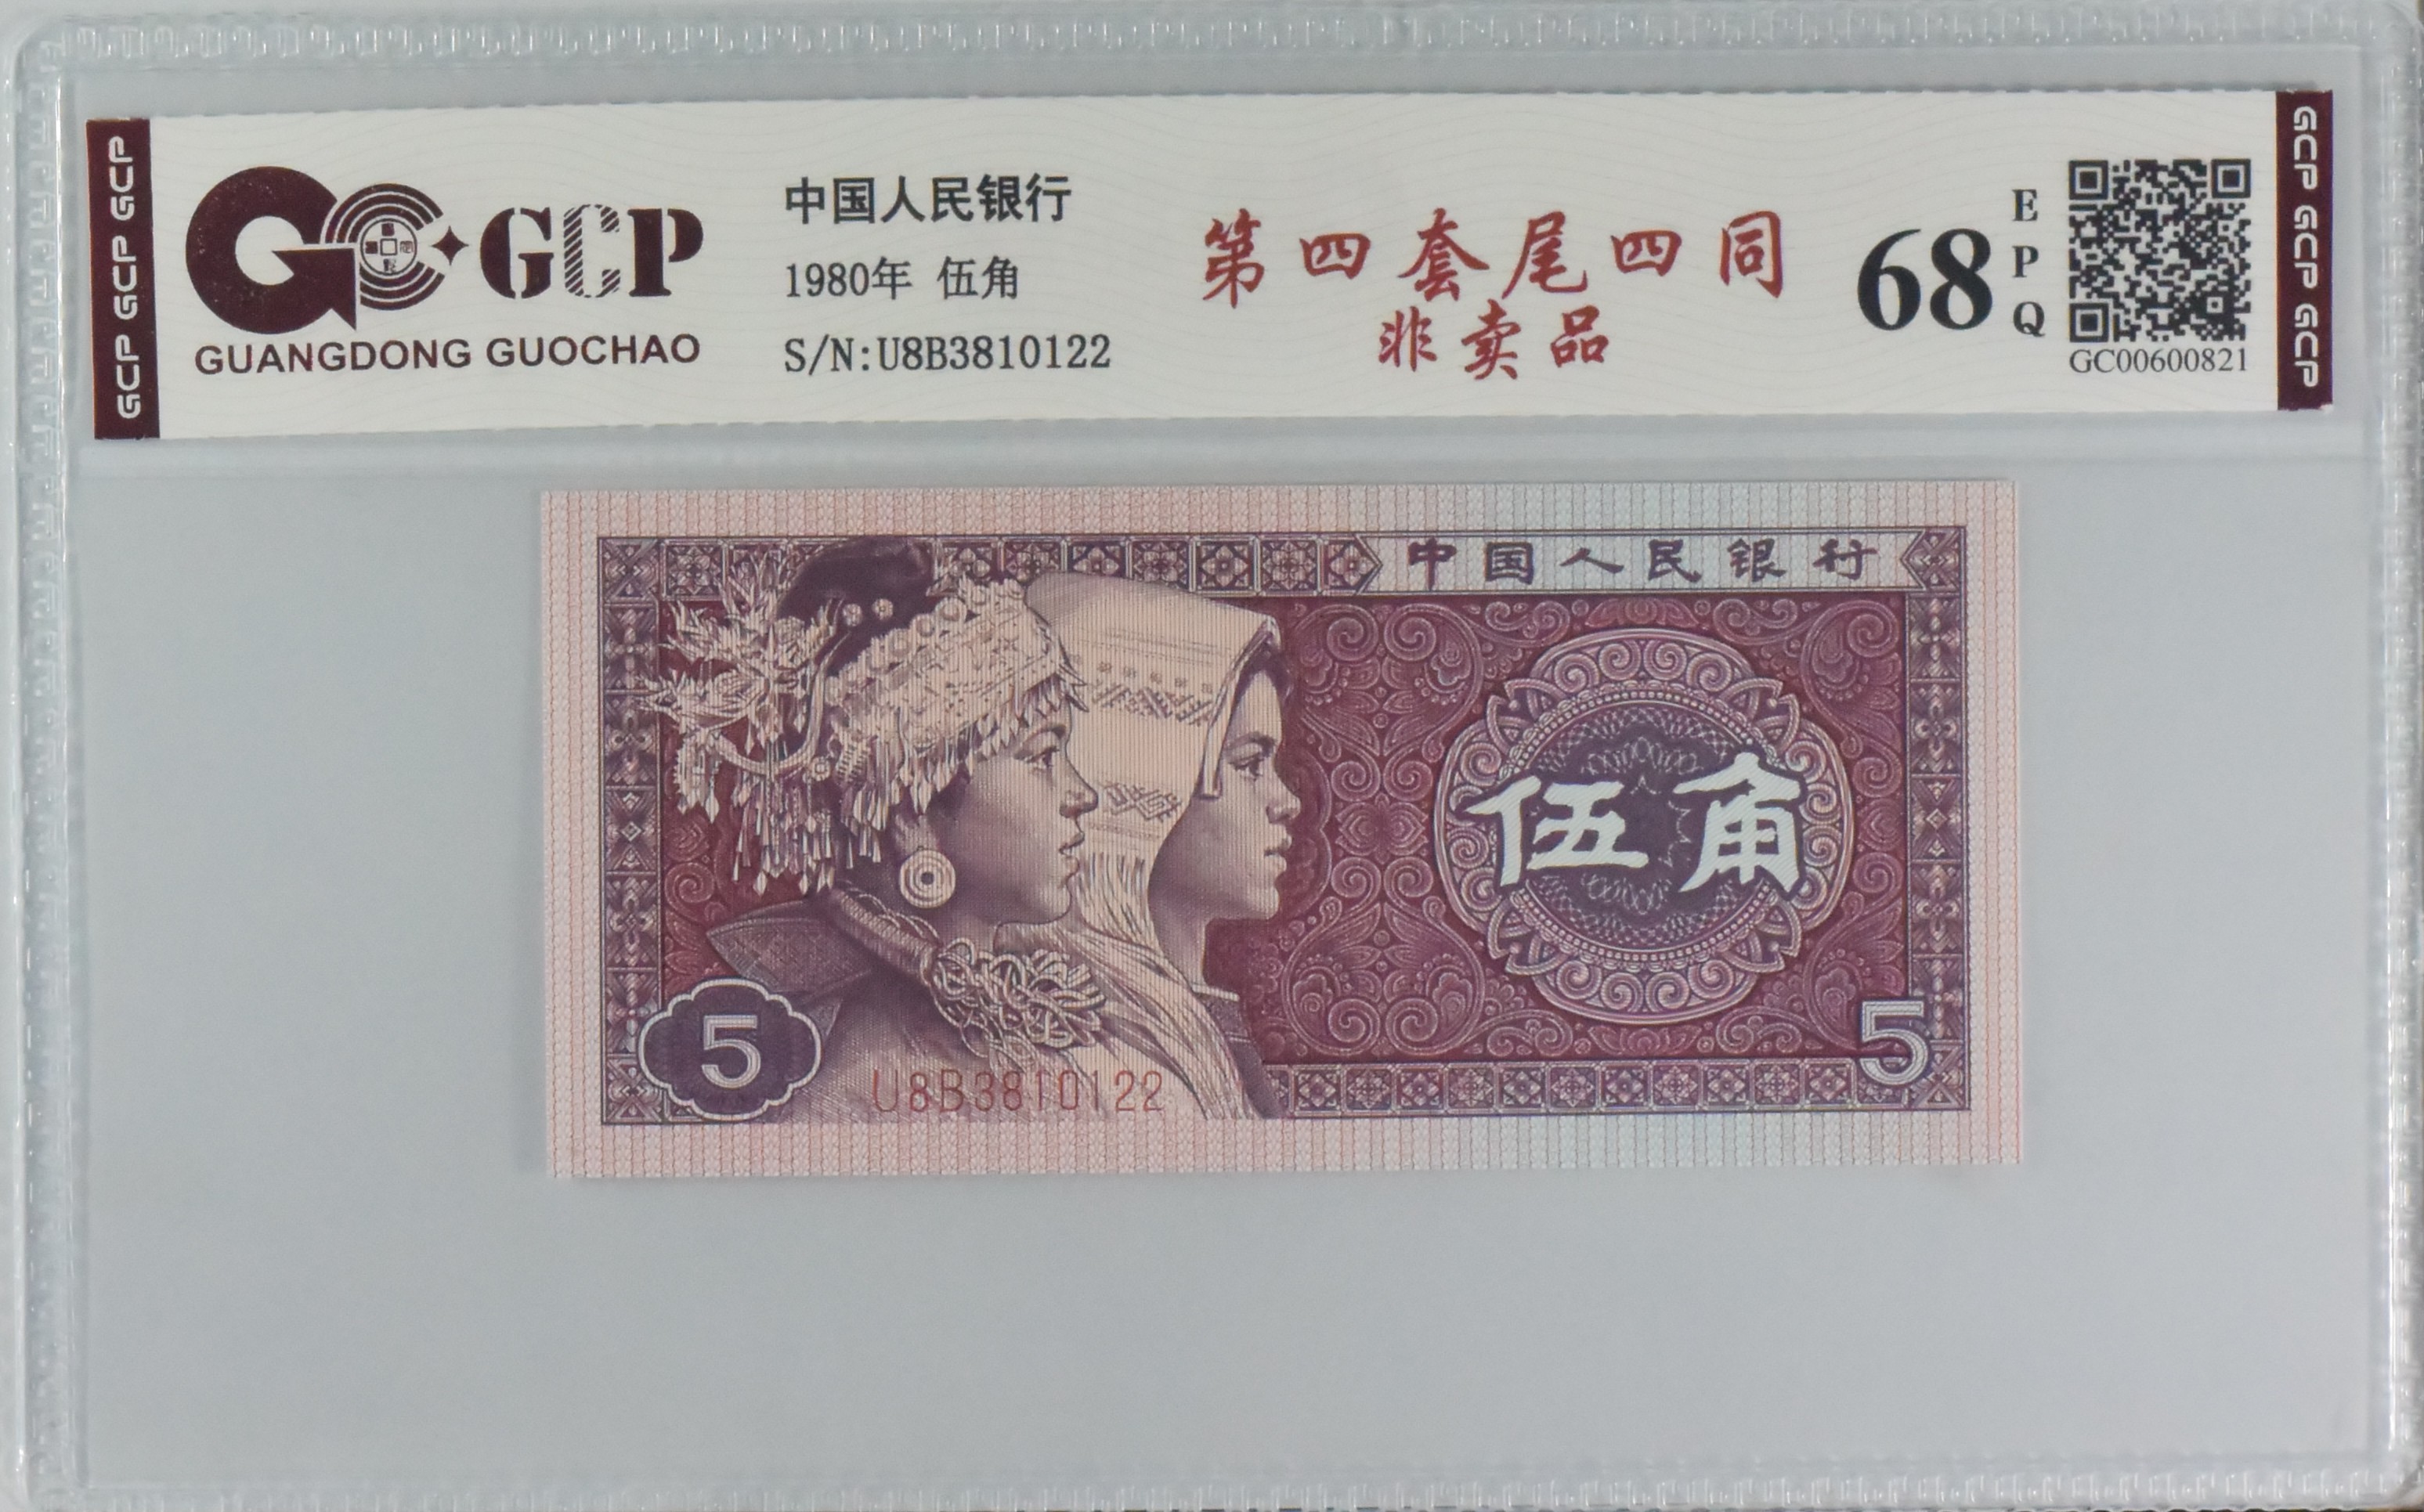 GCP GCP GCP
GCP
GUANGDONG GUOCHAO
中国人民银行
1980年 伍角
S/N:U8B3810122
第四套尾四同
非卖品
68
EPQ
GC00600821
GCP GCP GCP
中国人民银行
伍角
5
5
U8B3810122